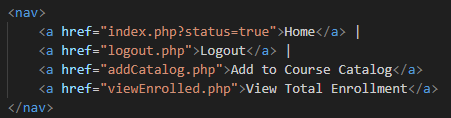 <nav>
    <a href="index.php?status=true">Home</a> |
    <a href="logout.php">Logout</a> |
    <a href="addCatalog.php">Add to Course Catalog</a>
    <a href="viewEnrolled.php">View Total Enrollment</a>
</nav>